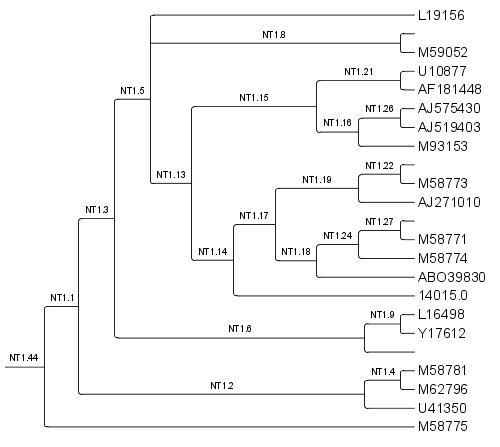 L19156
NT1.8
M59052
NT1.5
NT1.21
U10877
AF181448
NT1.15
NT1.26
AJ575430
NT1.16
AJ519403
M93153
NT1.13
NT1.22
NT1.19
M58773
AJ271010
NT1.3
NT1.17
NT1.27
NT1.24
M58771
NT1.14
NT1.18
M58774
ABO39830
14015.0
NT1.1
NT1.9
L16498
NT1.6
Y17612
NT1.44
NT1.4
M58781
NT1.2
M62796
U41350
M58775